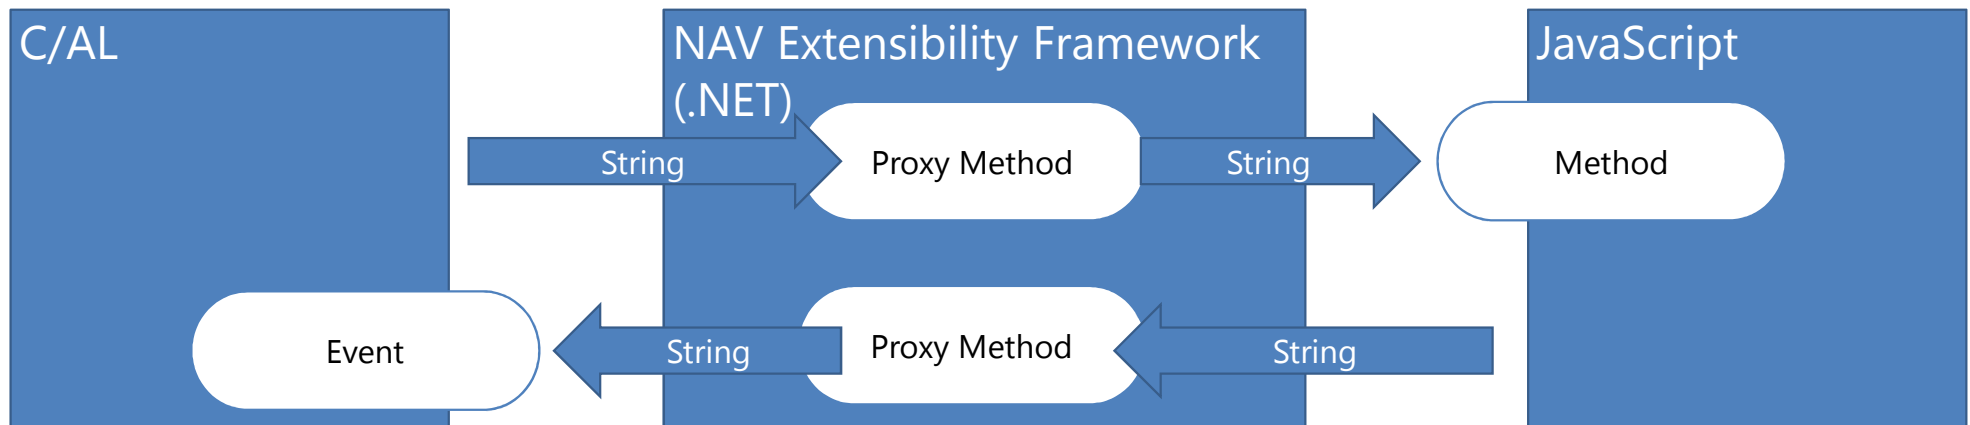 C/AL
NAV Extensibility Framework
(.NET)
JavaScript
String
Proxy Method
String
Method
Event
String
Proxy Method
String